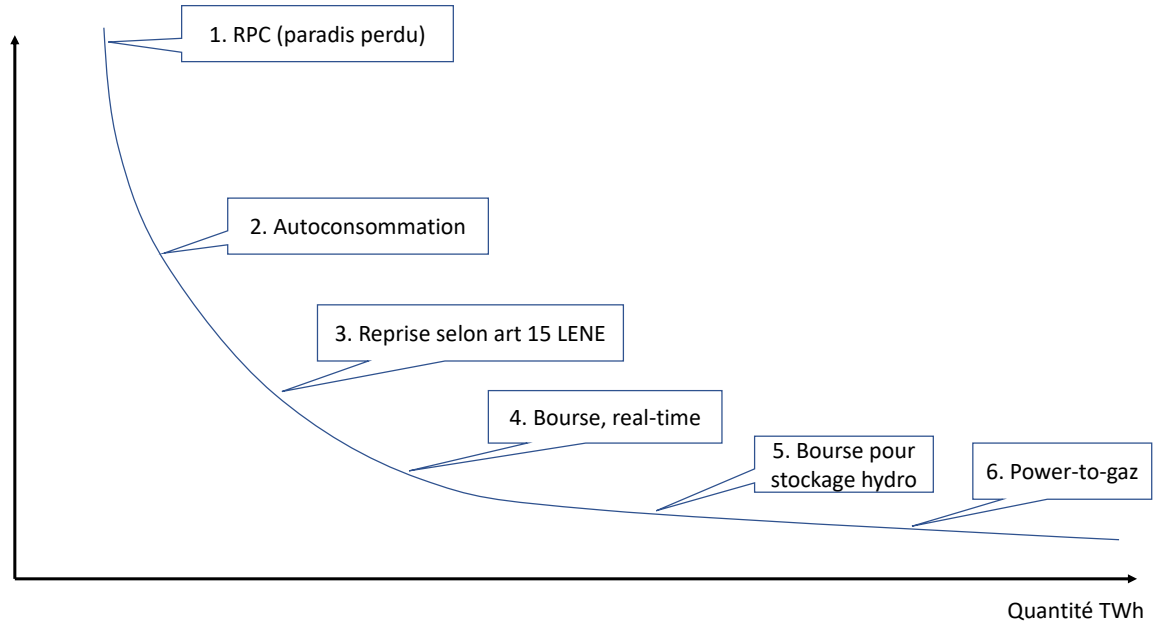 1. RPC (paradis perdu)
2. Autoconsommation
3. Reprise selon art 15 LENE
4. Bourse, real-time
5. Bourse pour
stockage hydro
6. Power-to-gaz
Quantité TWh